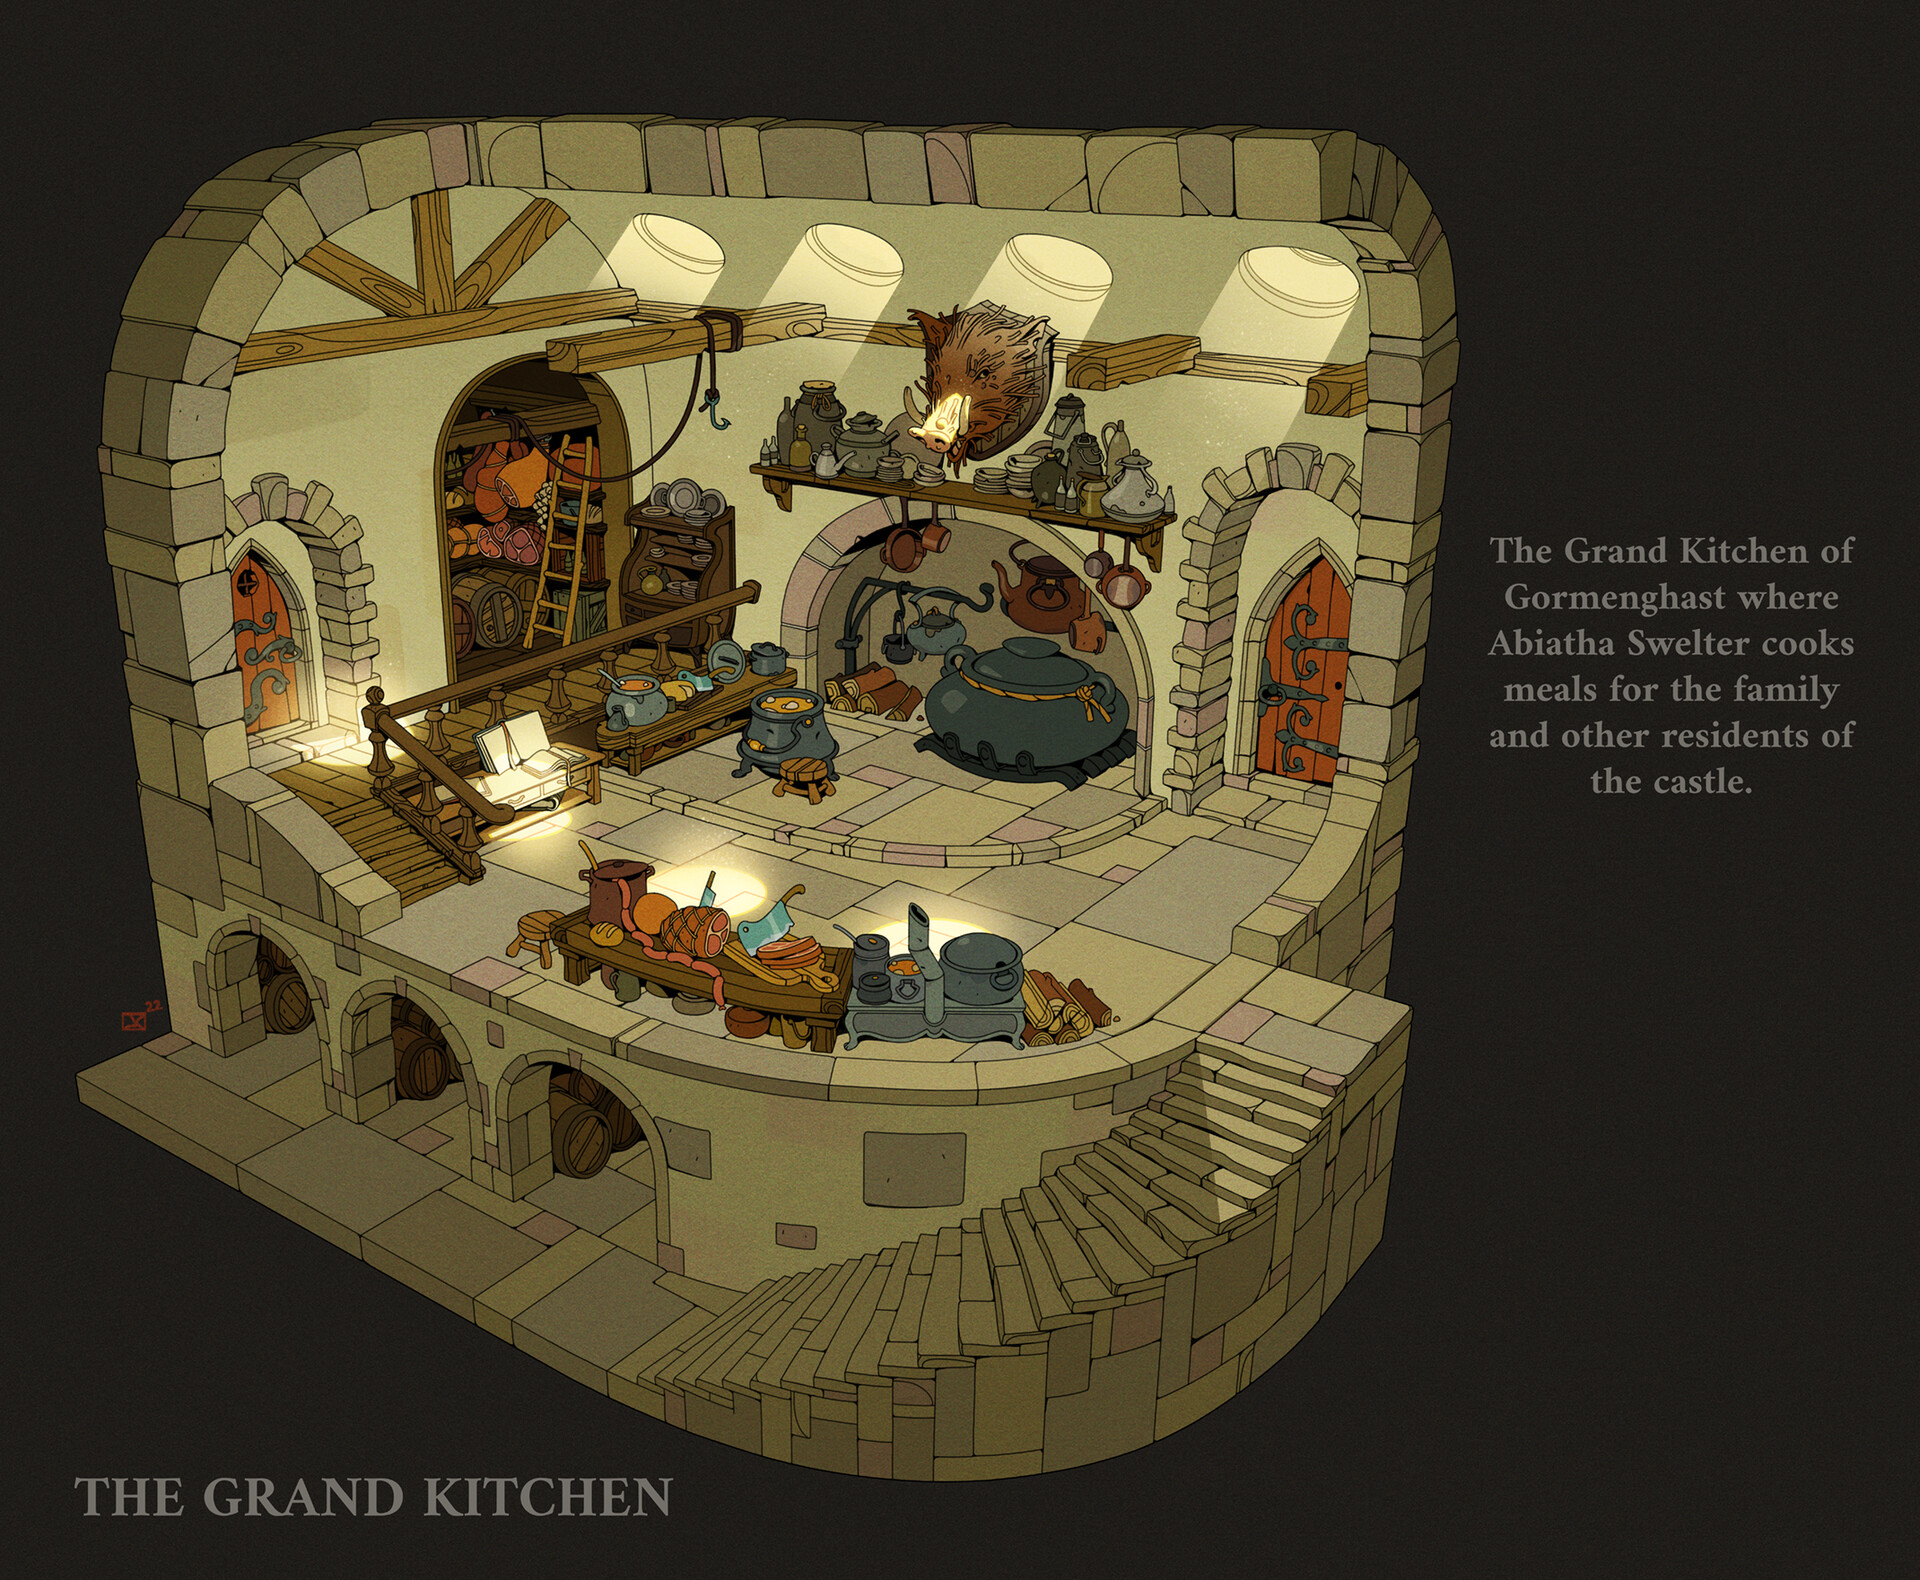 The Grand Kitchen of
Gormenghast where
Abiatha Swelter cooks
meals for the family
and other residents of
the castle.
22
THE GRAND KITCHEN